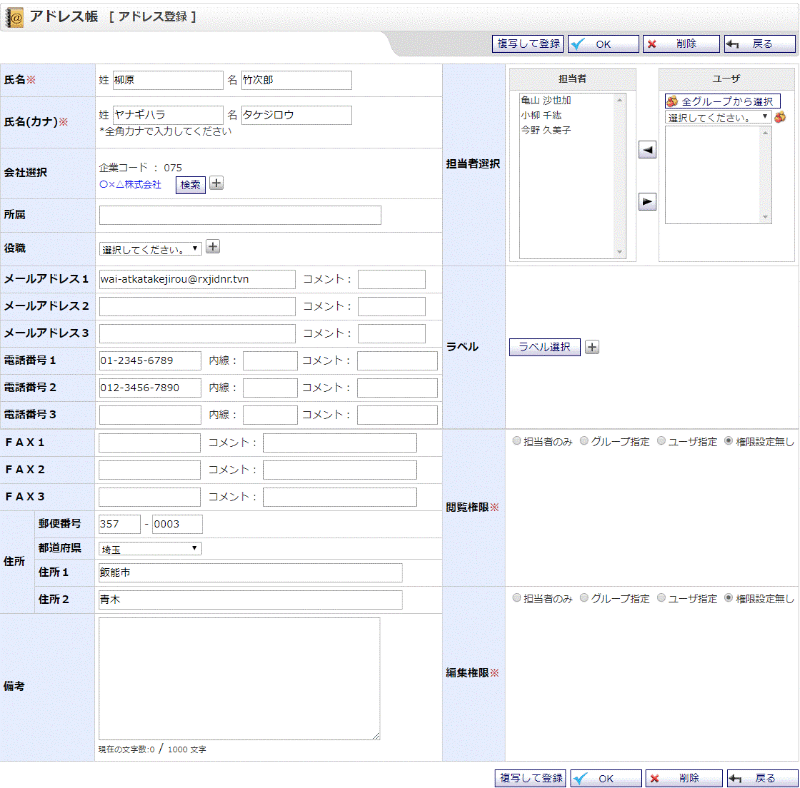 アドレス帳 [ アドレス登録 ]
複写して登録 OK 削除 戻る
氏名※ 姓 柳原 名 竹次郎
氏名(カナ)※ 姓 ヤナギハラ 名 タケジロウ
*全角カナで入力してください
会社選択 企業コード : 075
○×△株式会社 検索
所属
役職 選択してください。
メールアドレス1 wai-atkatakejirou@rxjidnr.tvn コメント:
メールアドレス2 コメント:
メールアドレス3 コメント:
電話番号1 01-2345-6789 内線: コメント:
電話番号2 012-3456-7890 内線: コメント:
電話番号3 内線: コメント:
FAX1 コメント:
FAX2 コメント:
FAX3 コメント:
住所
郵便番号 357 - 0003
都道府県 埼玉
住所1 飯能市
住所2 青木
備考
現在の文字数:0 / 1000 文字
担当者選択
担当者
亀山 沙也加
小柳 千紘
今野 久美子
ユーザ
全グループから選択
選択してください。
ラベル ラベル選択
閲覧権限※ 担当者のみ グループ指定 ユーザ指定 権限設定無し
編集権限※ 担当者のみ グループ指定 ユーザ指定 権限設定無し
複写して登録 OK 削除 戻る